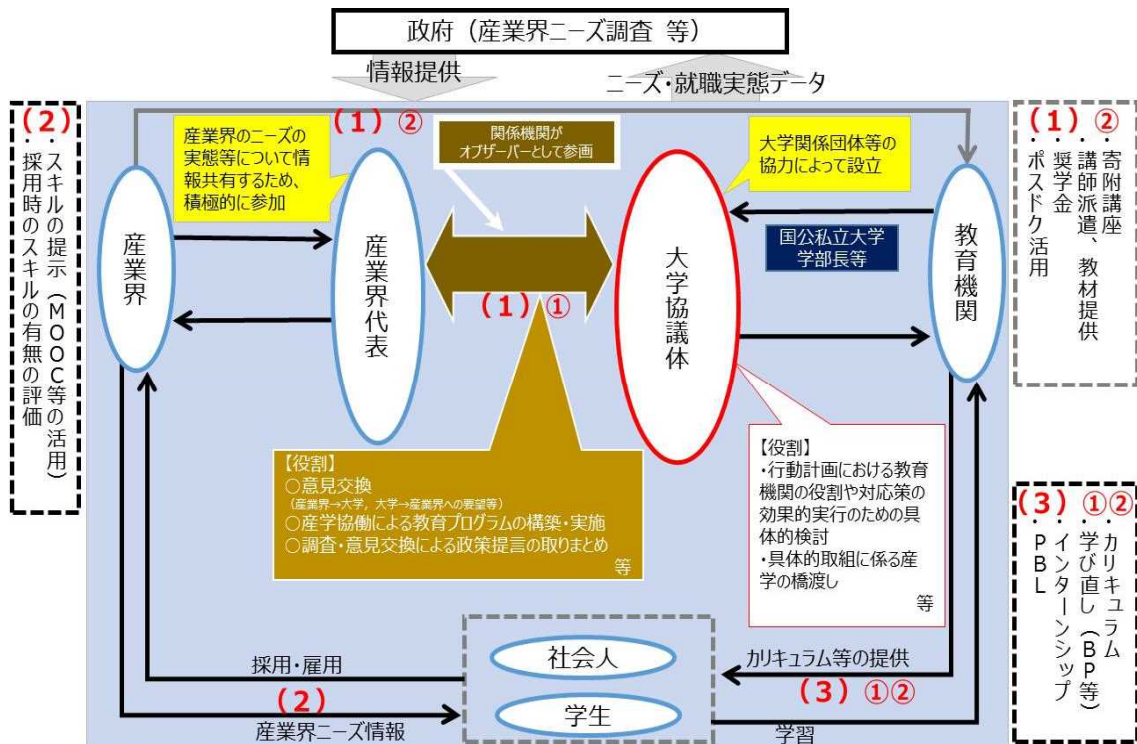 政府（産業界ニーズ調査 等）
情報提供
ニーズ・就職実態データ
（２）
・スキルの提示（ＭＯＯＣ等の活用）
・採用時のスキルの有無の評価
（１）②
産業界のニーズの
実態等について情
報共有するため、
積極的に参加
関係機関が
オブザーバーとして参画
大学関係団体等の
協力によって設立
（１）②
・寄附講座
・講師派遣、教材提供
・奨学金
・ポスドク活用
産業界
産業界代表
（１）①
大学協議体
国公私立大学
学部長等
教育機関
【役割】
○意見交換
（産業界→大学，大学→産業界への要望等）
○産学協働による教育プログラムの構築・実施
○調査・意見交換による政策提言の取りまとめ
等
【役割】
・行動計画における教育
機関の役割や対応策の
効果的実行のための具
体的検討
・具体的取組に係る産
学の橋渡し
等
（３）①②
・カリキュラム
・学び直し（ＢＰ等）
・インターンシップ
・ＰＢＬ
社会人
学生
採用・雇用
（２）
産業界ニーズ情報
カリキュラム等の提供
（３）①②
学習